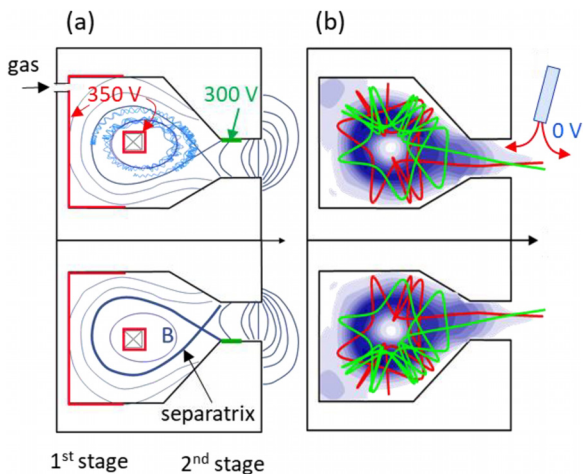 (a) (b)
gas
350 V 300 V
0 V
B
separatrix
1st stage 2nd stage